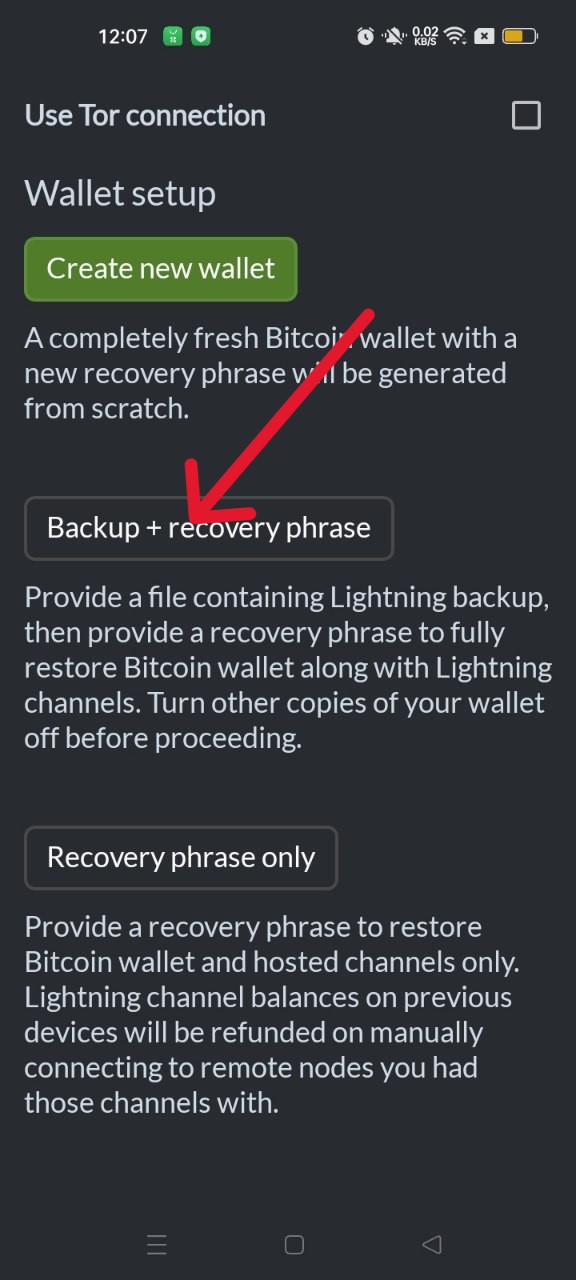 12:07
0.02
KB/S
Use Tor connection
Wallet setup
Create new wallet
A completely fresh Bitcoin wallet with a
new recovery phrase will be generated
from scratch.
Backup + recovery phrase
Provide a file containing Lightning backup,
then provide a recovery phrase to fully
restore Bitcoin wallet along with Lightning
channels. Turn other copies of your wallet
off before proceeding.
Recovery phrase only
Provide a recovery phrase to restore
Bitcoin wallet and hosted channels only.
Lightning channel balances on previous
devices will be refunded on manually
connecting to remote nodes you had
those channels with.